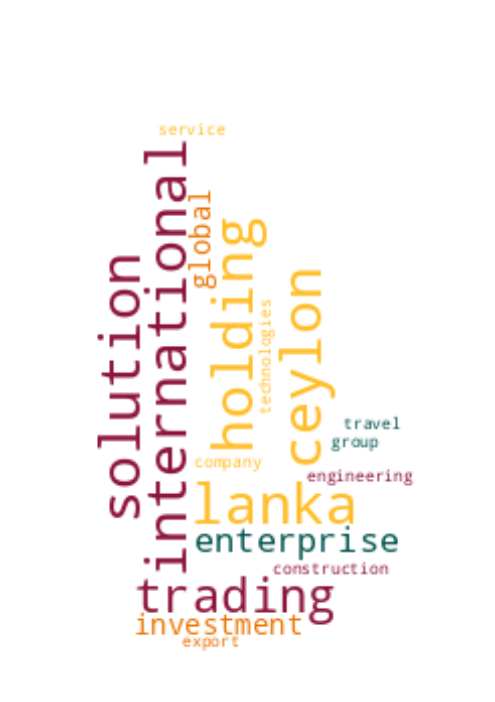 service
international
global
holding
solution
ceylon
technologies
travel
group
company
engineering
lanka
enterprise
construction
trading
investment
export